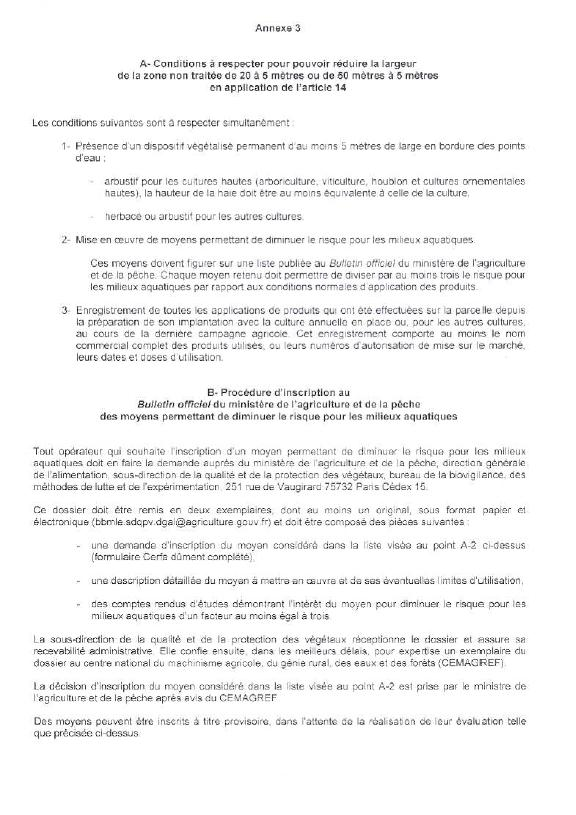 Annexe 3
A- Conditions à respecter pour pouvoir réduire la largeur
de la zone non traitée de 20 à 5 mètres ou de 50 mètres à 5 mètres
en application de l'article 14
Les conditions suivantes sont à respecter simultanément :
1- Présence d'un dispositif végétalisé permanent d'au moins 5 mètres de large en bordure des points
d'eau :
- arbustif pour les cultures hautes (arboriculture, viticulture, houblon et cultures ornementales
hautes), la hauteur de la haie doit être au moins équivalente à celle de la culture.
- herbacé ou arbustif pour les autres cultures.
2- Mise en œuvre de moyens permettant de diminuer le risque pour les milieux aquatiques.
Ces moyens doivent figurer sur une liste publiée au Bulletin officiel du ministère de l'agriculture
et de la pêche. Chaque moyen retenu doit permettre de diviser par au moins trois le risque pour
les milieux aquatiques par rapport aux conditions normales d'application des produits.
3- Enregistrement de toutes les applications de produits qui ont été effectuées sur la parcelle depuis
la préparation de son implantation avec la culture annuelle en place ou, pour les autres cultures,
au cours de la dernière campagne agricole. Cet enregistrement comporte au moins le nom
commercial complet des produits utilisés, ou leurs numéros d'autorisation de mise sur le marché,
leurs dates et doses d'utilisation.
B- Procédure d'inscription au
Bulletin officiel du ministère de l'agriculture et de la pêche
des moyens permettant de diminuer le risque pour les milieux aquatiques
Tout opérateur qui souhaite l'inscription d'un moyen permettant de diminuer le risque pour les milieux
aquatiques doit en faire la demande auprès du ministère de l'agriculture et de la pêche, direction générale
de l'alimentation, sous-direction de la qualité et de la protection des végétaux, bureau de la biovigilance, des
méthodes de lutte et de l'expérimentation, 251 rue de Vaugirard 75732 Paris Cédex 15.
Ce dossier doit être remis en deux exemplaires, dont au moins un original, sous format papier et
électronique (bbmle.sdqpv.dgal@agriculture.gouv.fr) et doit être composé des pièces suivantes :
- une demande d'inscription du moyen considéré dans la liste visée au point A-2 ci-dessus
(formulaire Cerfa dûment complété),
- une description détaillée du moyen à mettre en œuvre et de ses éventuelles limites d'utilisation,
- des comptes rendus d'études démontrant l'intérêt du moyen pour diminuer le risque pour les
milieux aquatiques d'un facteur au moins égal à trois.
La sous-direction de la qualité et de la protection des végétaux réceptionne le dossier et assure sa
recevabilité administrative. Elle confie ensuite, dans les meilleurs délais, pour expertise un exemplaire du
dossier au centre national du machinisme agricole, du génie rural, des eaux et des forêts (CEMAGREF).
La décision d'inscription du moyen considéré dans la liste visée au point A-2 est prise par le ministre de
l'agriculture et de la pêche après avis du CEMAGREF.
Des moyens peuvent être inscrits à titre provisoire, dans l'attente de la réalisation de leur évaluation telle
que précisée ci-dessus.